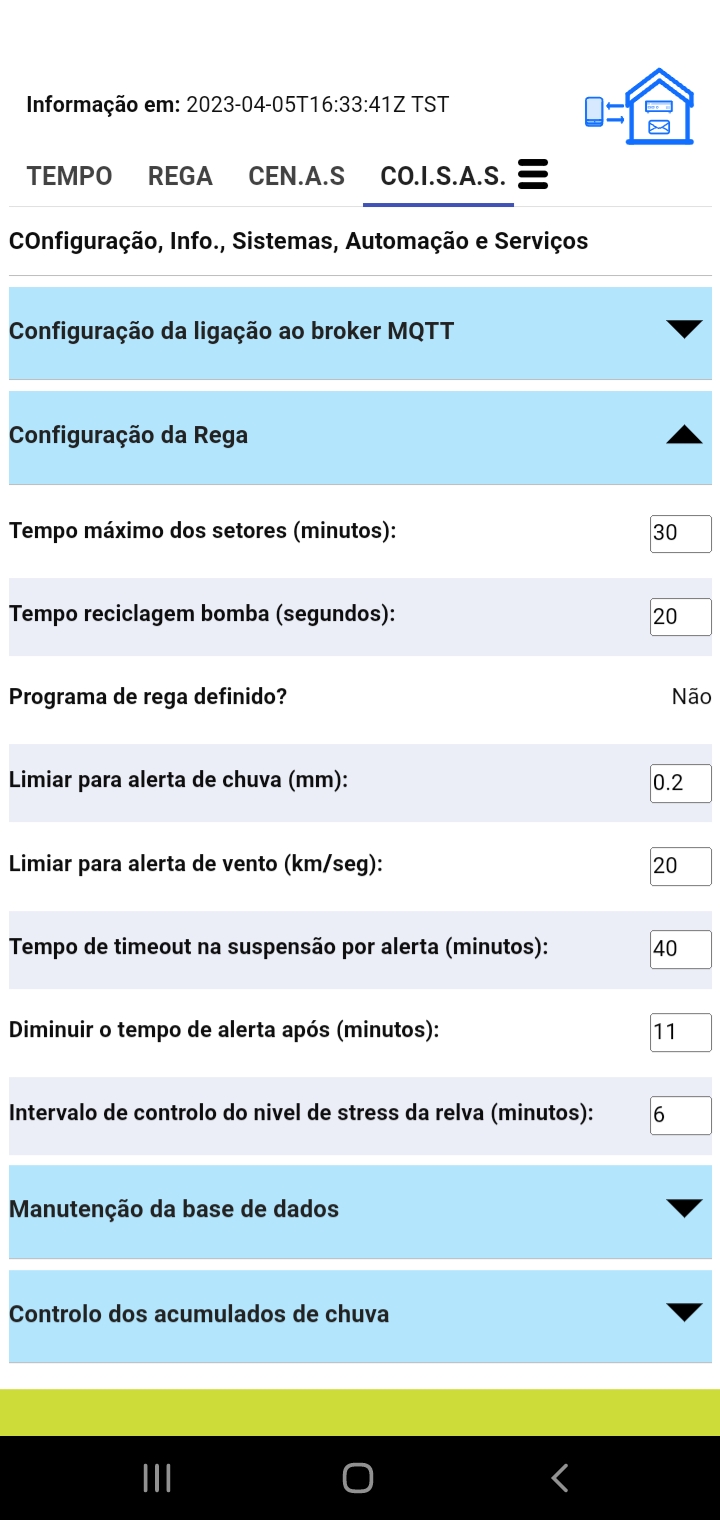 Informação em: 2023-04-05T16:33:41Z TST
TEMPO REGA CEN.A.S CO.I.S.A.S.
COnfiguração, Info., Sistemas, Automação e Serviços
Configuração da ligação ao broker MQTT
Configuração da Rega
Tempo máximo dos setores (minutos): 30
Tempo reciclagem bomba (segundos): 20
Programa de rega definido? Não
Limiar para alerta de chuva (mm): 0.2
Limiar para alerta de vento (km/seg): 20
Tempo de timeout na suspensão por alerta (minutos): 40
Diminuir o tempo de alerta após (minutos): 11
Intervalo de controlo do nivel de stress da relva (minutos): 6
Manutenção da base de dados
Controlo dos acumulados de chuva